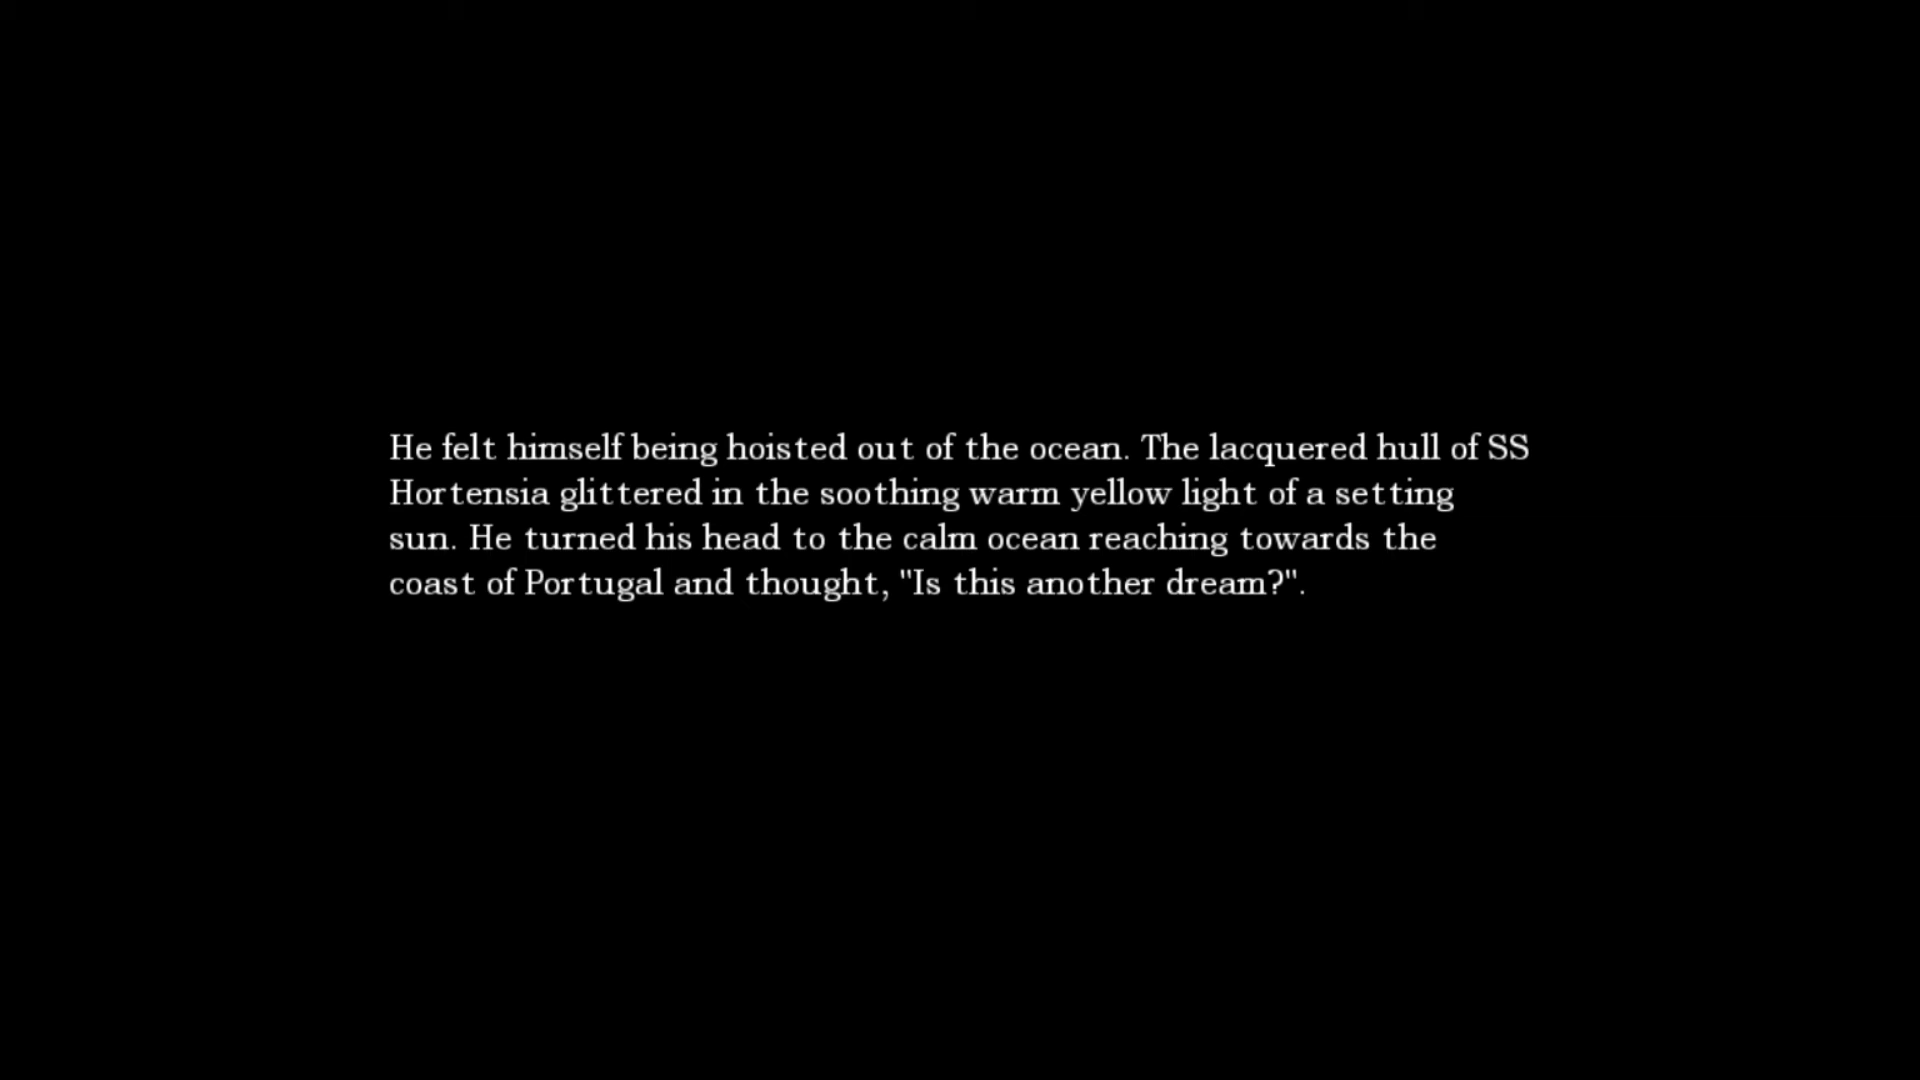 He felt himself being hoisted out of the ocean. The lacquered hull of SS
Hortensia glittered in the soothing warm yellow light of a setting
sun. He turned his head to the calm ocean reaching towards the
coast of Portugal and thought, "Is this another dream?".